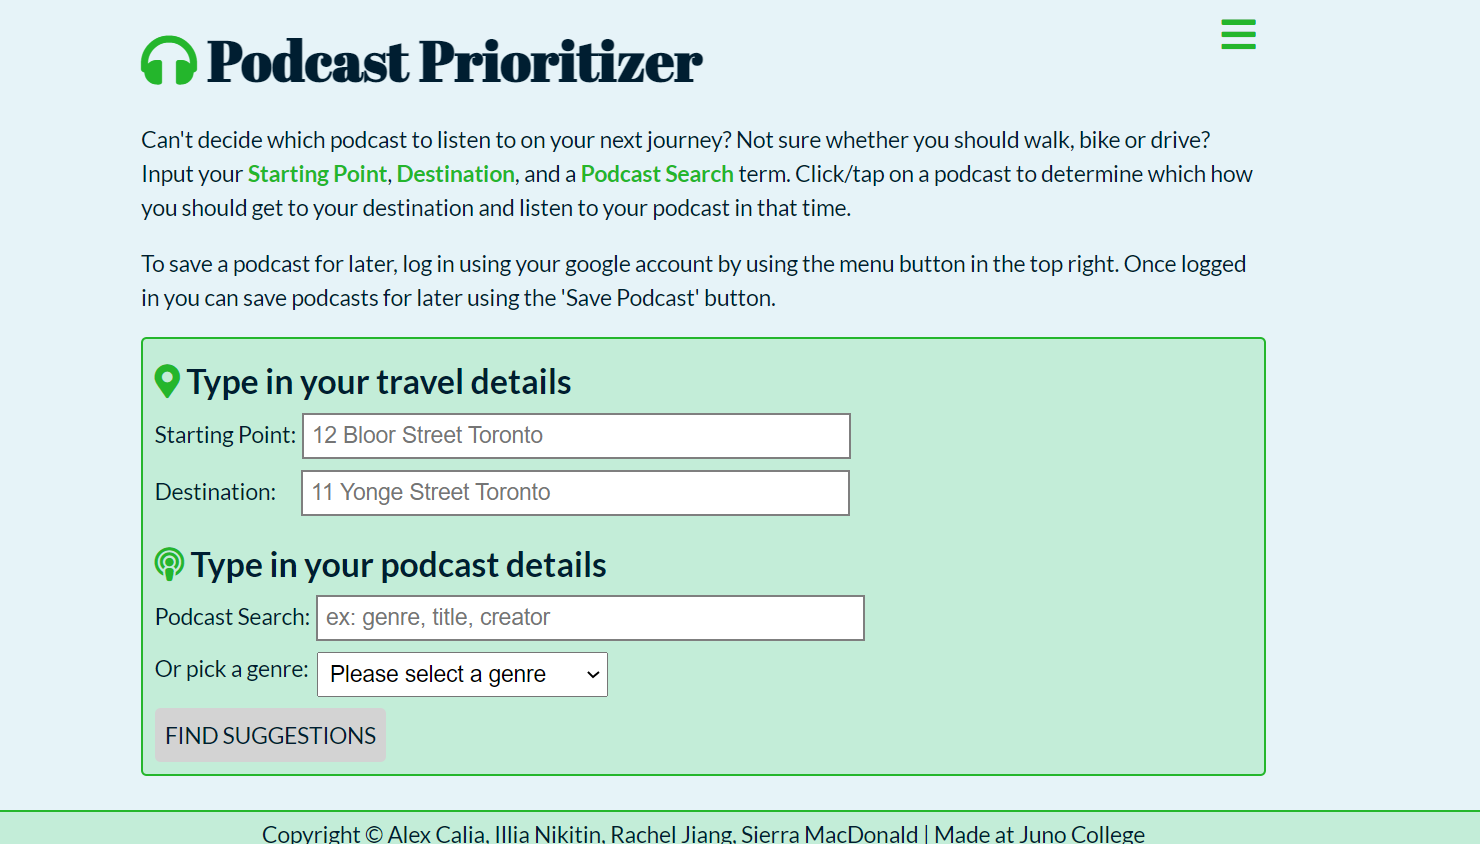 Podcast Prioritizer
Can't decide which podcast to listen to on your next journey? Not sure whether you should walk, bike or drive?
Input your Starting Point, Destination, and a Podcast Search term. Click/tap on a podcast to determine which how
you should get to your destination and listen to your podcast in that time.
To save a podcast for later, log in using your google account by using the menu button in the top right. Once logged
in you can save podcasts for later using the 'Save Podcast' button.
Type in your travel details
Starting Point: 12 Bloor Street Toronto
Destination: 11 Yonge Street Toronto
Type in your podcast details
Podcast Search: ex: genre, title, creator
Or pick a genre: Please select a genre
FIND SUGGESTIONS
Copyright © Alex Calia, Illia Nikitin, Rachel Jiang, Sierra MacDonald | Made at Juno College